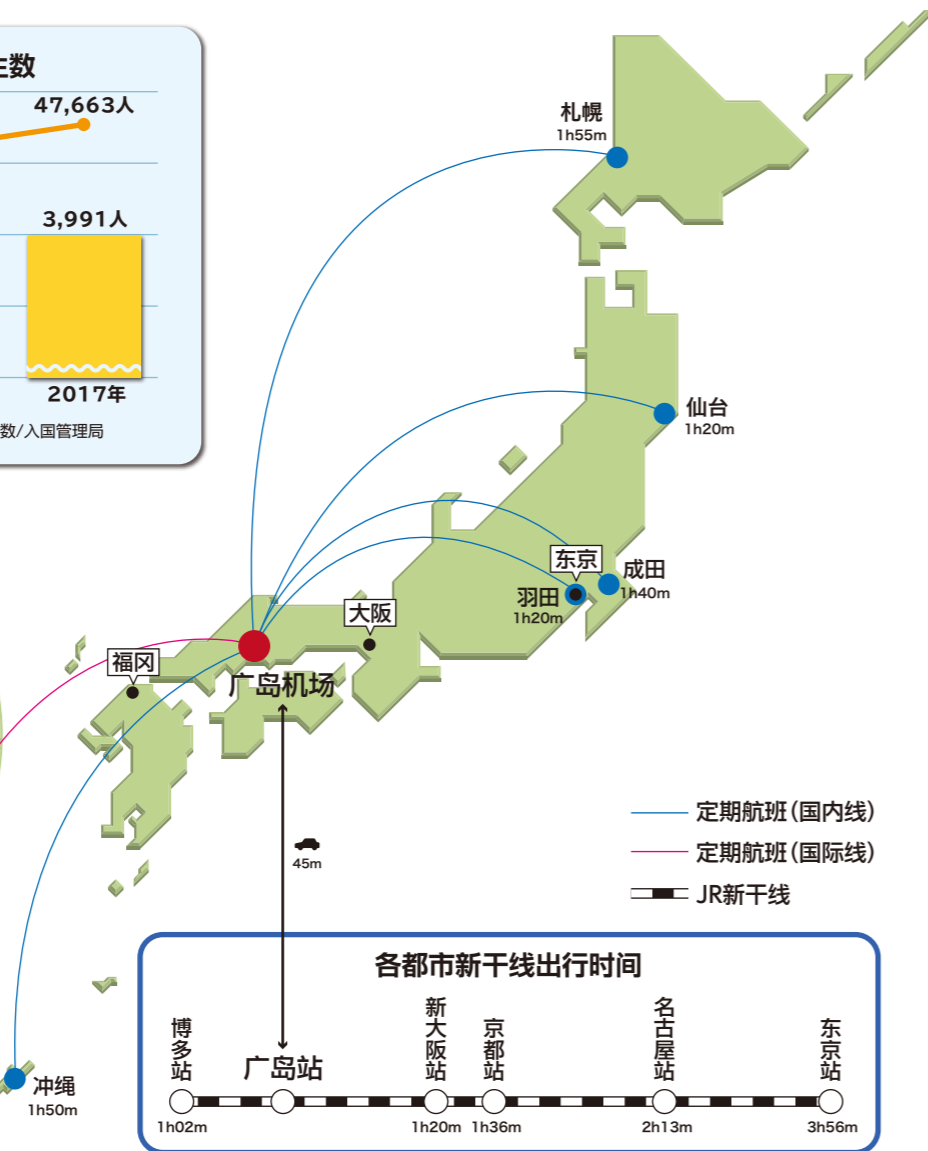 生数
47,663人
3,991人
2017年
数/入国管理局
札幌
1h55m
仙台
1h20m
成田
1h40m
东京
羽田
1h20m
大阪
福冈
广岛机场
45m
冲绳
1h50m
定期航班（国内线）
定期航班（国际线）
JR新干线
各都市新干线出行时间
博多站
广岛站
新大阪站
京都站
名古屋站
东京站
1h02m
1h20m
1h36m
2h13m
3h56m